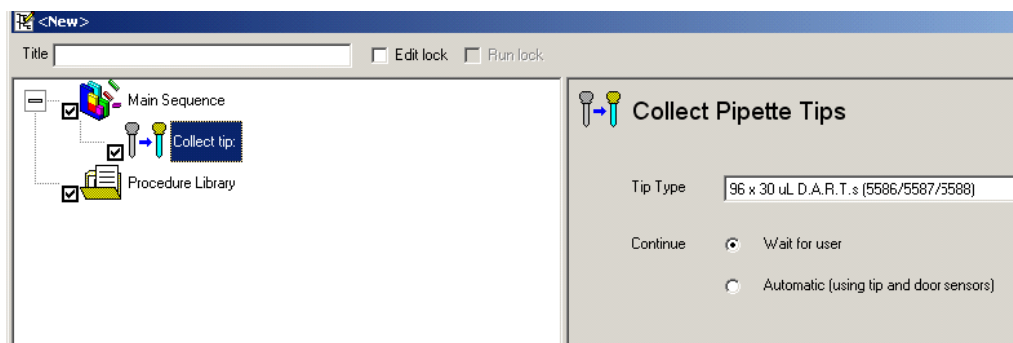 <New>
Title Edit lock Run lock
Main Sequence
Collect tip:
Procedure Library
Collect Pipette Tips
Tip Type 96 x 30 uL D.A.R.T.s (5586/5587/5588)
Continue Wait for user
Automatic (using tip and door sensors)